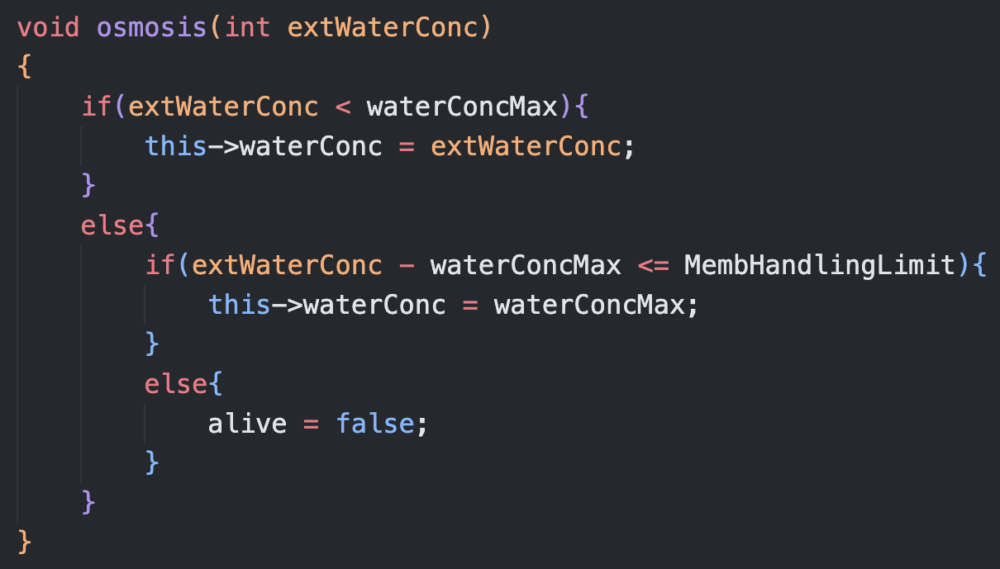 void osmosis(int extWaterConc)
{
    if(extWaterConc < waterConcMax){
        this->waterConc = extWaterConc;
    }
    else{
        if(extWaterConc - waterConcMax <= MembHandlingLimit){
            this->waterConc = waterConcMax;
        }
        else{
            alive = false;
        }
    }
}